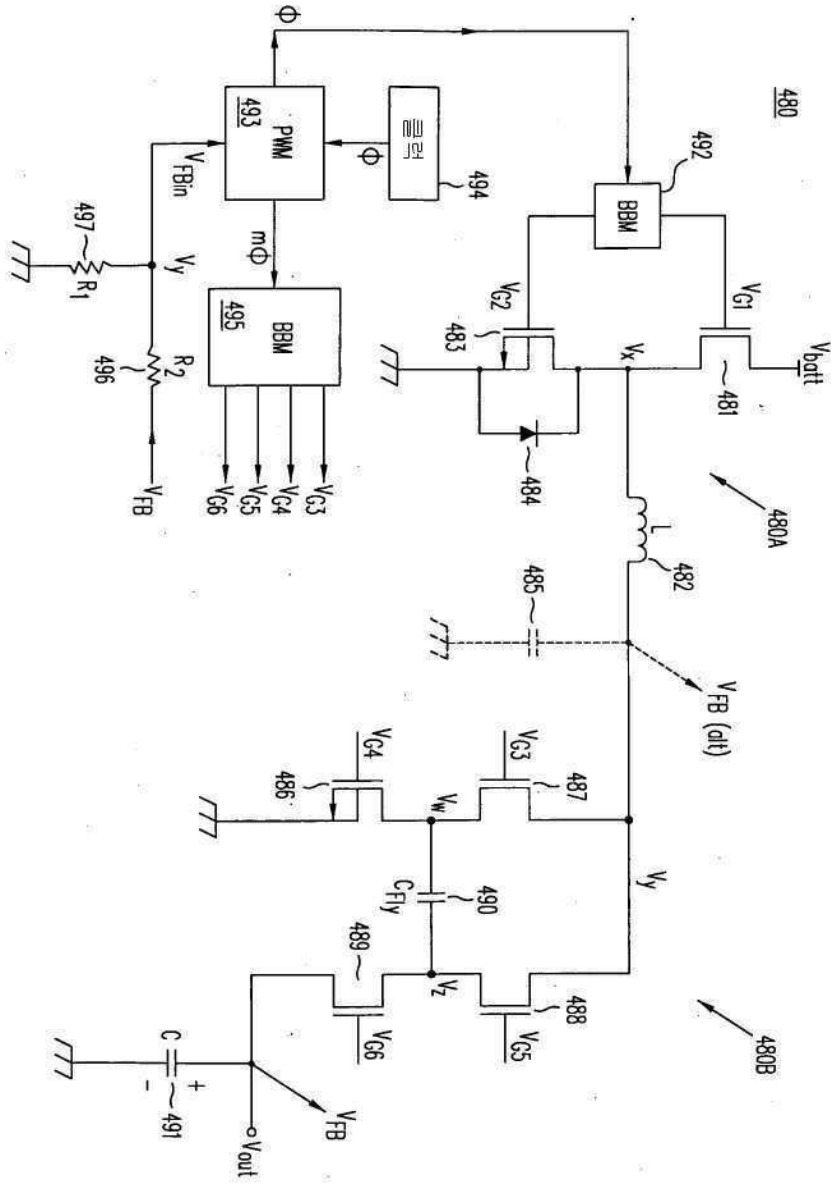 480
Vbatt
480A
480B
VFB (alt)
492
BBM
VG1
481
Vx
L
482
VG2
483
484
485
VG3
487
Vy
488
VG5
VG4
486
Vw
490
CFly
Vz
489
VG6
494
Φ
Φ
PWM
493
mΦ
BBM
495
VG3
VG4
VG5
VG6
VFBin
Vy
R2
496
VFB
497
R1
VFB
Vout
C
+
-
491